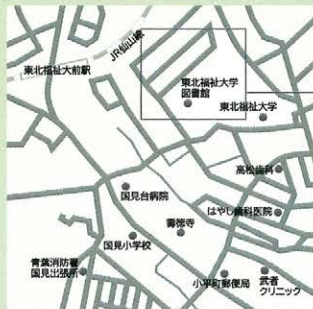 JR仙山線
東北福祉大前駅
東北福祉大学
図書館
東北福祉大学
高松歯科
国見台病院
はやし歯科医院
壽徳寺
国見小学校
青葉消防署
国見出張所
小平町郵便局
武者
クリニック